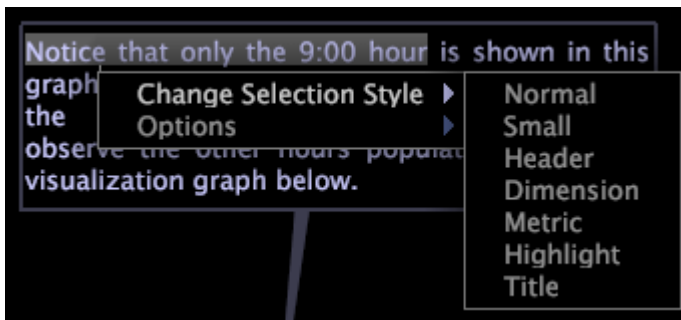 Notice that only the 9:00 hour is shown in this
graph
the
observe the other hours populat
visualization graph below.
Change Selection Style
Options
Normal
Small
Header
Dimension
Metric
Highlight
Title